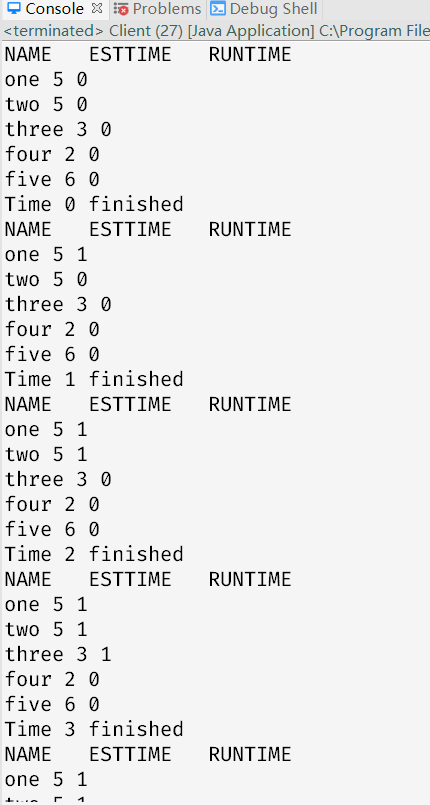 Console Problems Debug Shell
<terminated> Client (27) [Java Application] C:\Program File
NAME ESTTIME RUNTIME
one 5 0
two 5 0
three 3 0
four 2 0
five 6 0
Time 0 finished
NAME ESTTIME RUNTIME
one 5 1
two 5 0
three 3 0
four 2 0
five 6 0
Time 1 finished
NAME ESTTIME RUNTIME
one 5 1
two 5 1
three 3 0
four 2 0
five 6 0
Time 2 finished
NAME ESTTIME RUNTIME
one 5 1
two 5 1
three 3 1
four 2 0
five 6 0
Time 3 finished
NAME ESTTIME RUNTIME
one 5 1
two 5 1